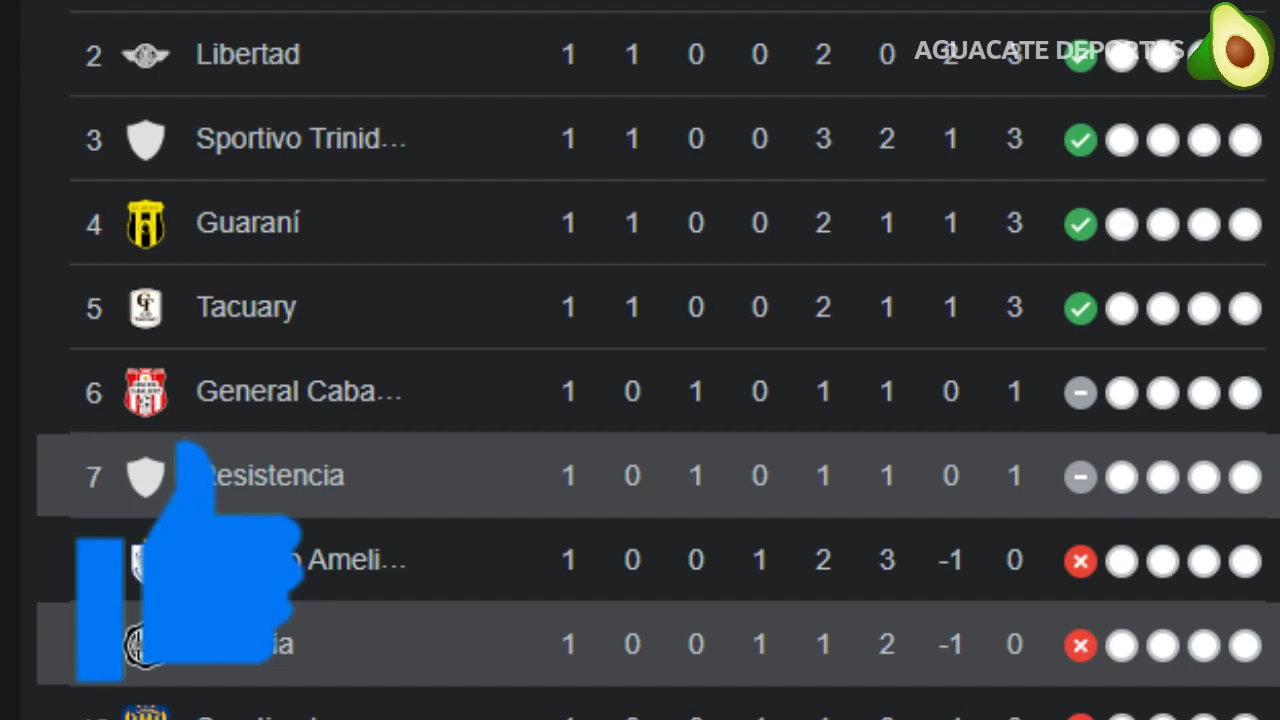 AGUACATE DEPORTES
2 Libertad 1 1 0 0 2 0 2 3
3 Sportivo Trinid... 1 1 0 0 3 2 1 3
4 Guaraní 1 1 0 0 2 1 1 3
5 Tacuary 1 1 0 0 2 1 1 3
6 General Caba... 1 0 1 0 1 1 0 1
7 Resistencia 1 0 1 0 1 1 0 1
Ameli... 1 0 0 1 2 3 -1 0
ia 1 0 0 1 1 2 -1 0